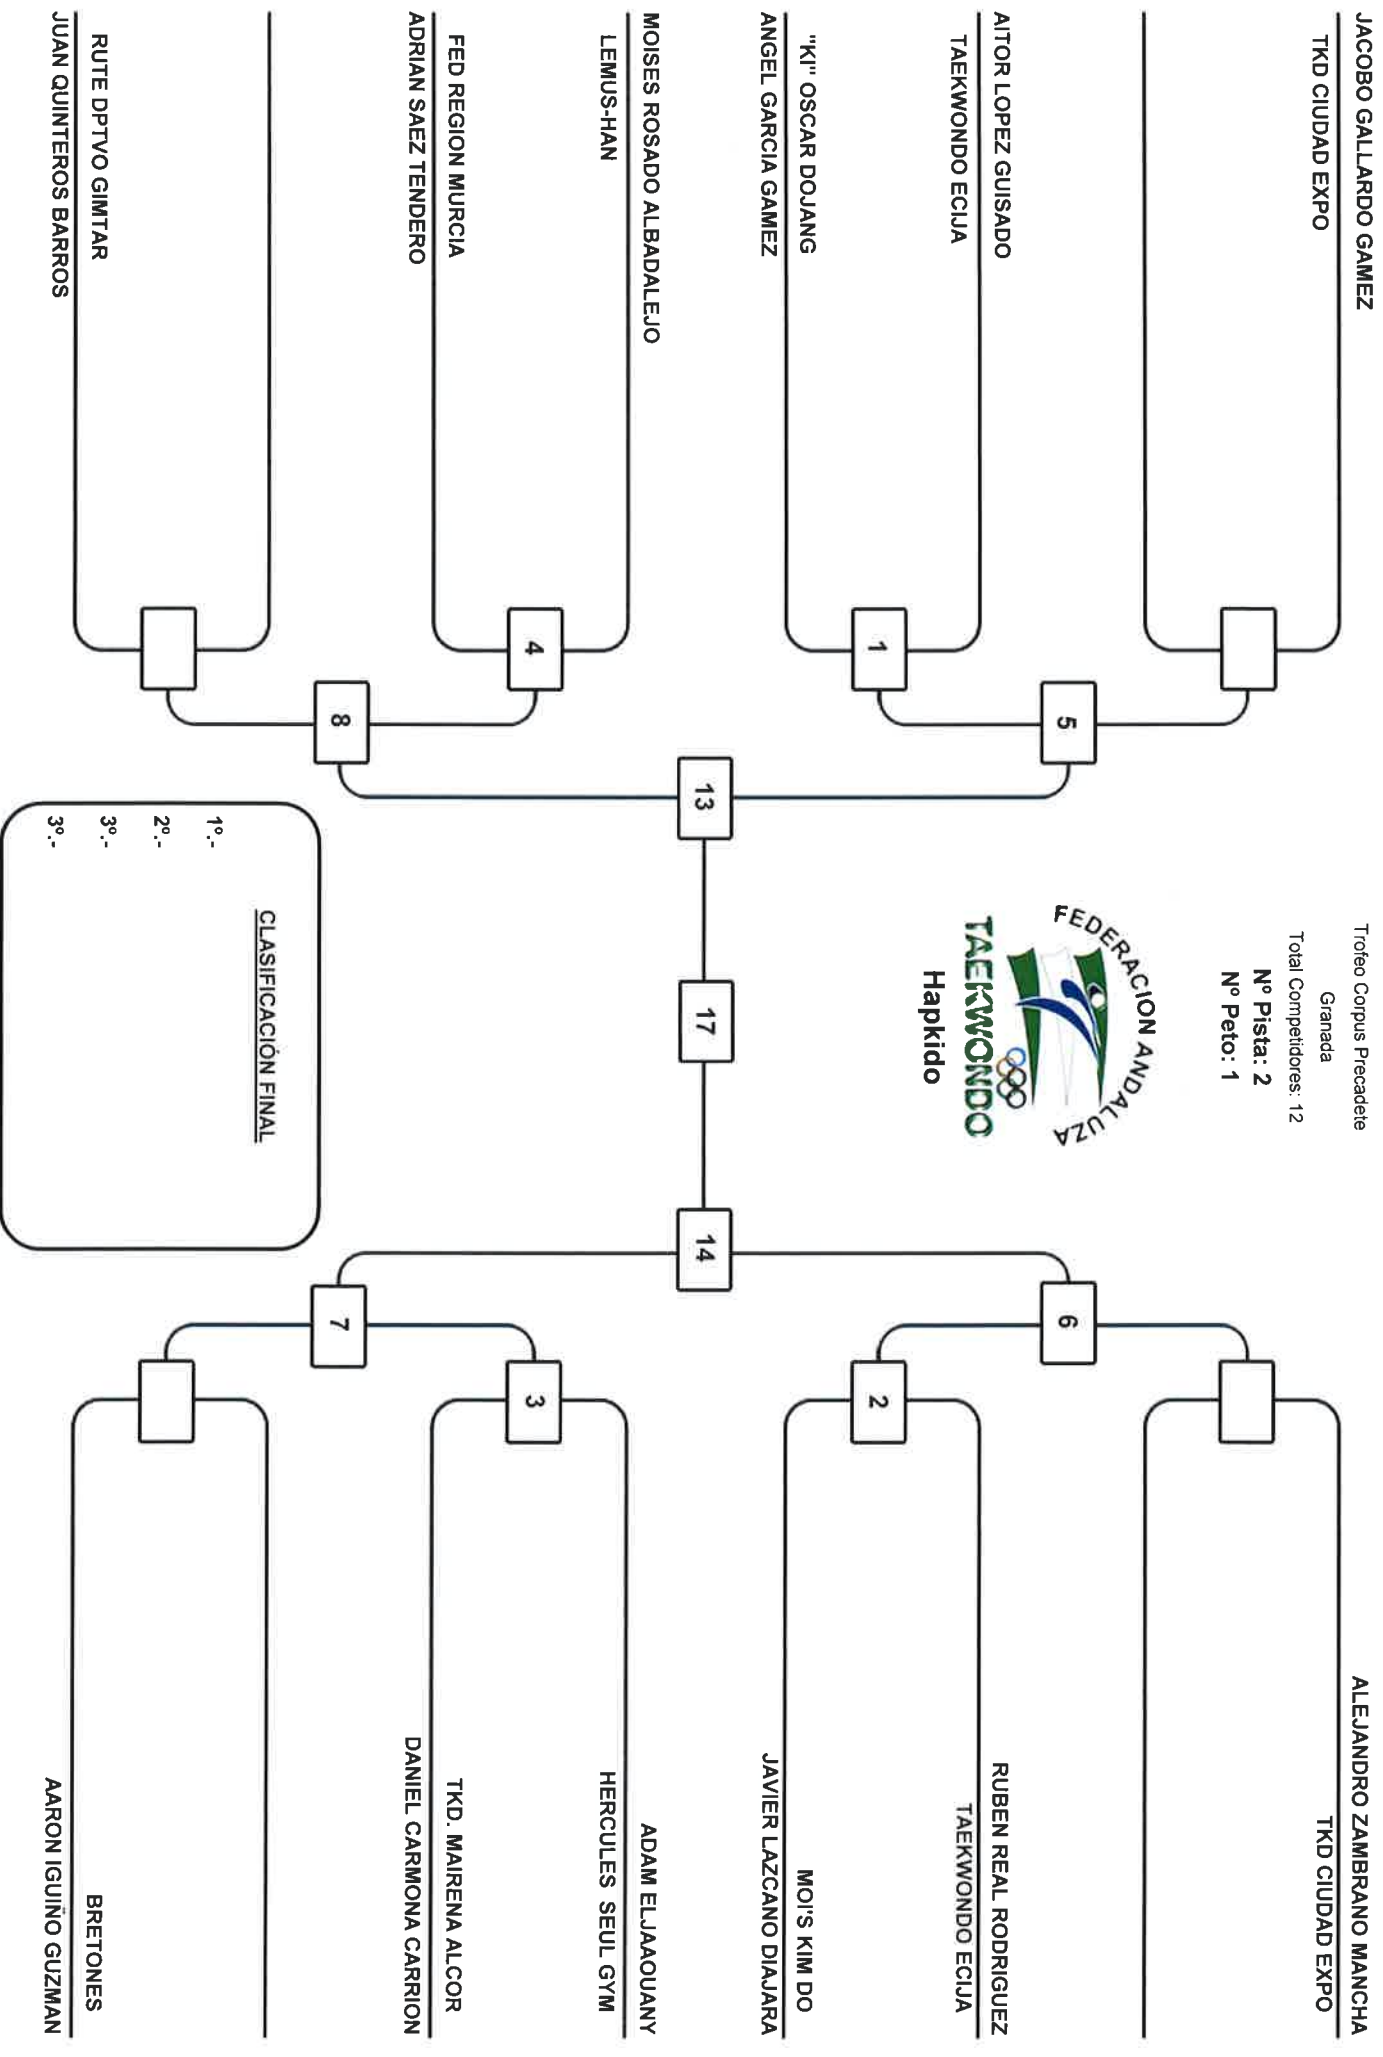 JACOBO GALLARDO GAMEZ
TKD CIUDAD EXPO
AITOR LOPEZ GUISADO
TAEKWONDO ECIJA
1
"KI" OSCAR DOJANG
ANGEL GARCIA GAMEZ
5
MOISES ROSADO ALBADALEJO
LEMUS-HAN
4
FED REGION MURCIA
ADRIAN SAEZ TENDERO
8
RUTE DPTVO GIMTAR
JUAN QUINTEROS BARROS
13
Trofeo Corpus Precadete
Granada
Total Competidores: 12
Nº Pista: 2
Nº Peto: 1
FEDERACION ANDALUZA
TAEKWONDO
Hapkido
17
CLASIFICACIÓN FINAL
1º.-
2º.-
3º.-
3º.-
14
ALEJANDRO ZAMBRANO MANCHA
TKD CIUDAD EXPO
6
RUBEN REAL RODRIGUEZ
TAEKWONDO ECIJA
2
MOI'S KIM DO
JAVIER LAZCANO DIAJARA
ADAM ELJAAOUANY
HERCULES SEUL GYM
3
TKD. MAIRENA ALCOR
DANIEL CARMONA CARRION
7
BRETONES
AARON IGUIÑO GUZMAN